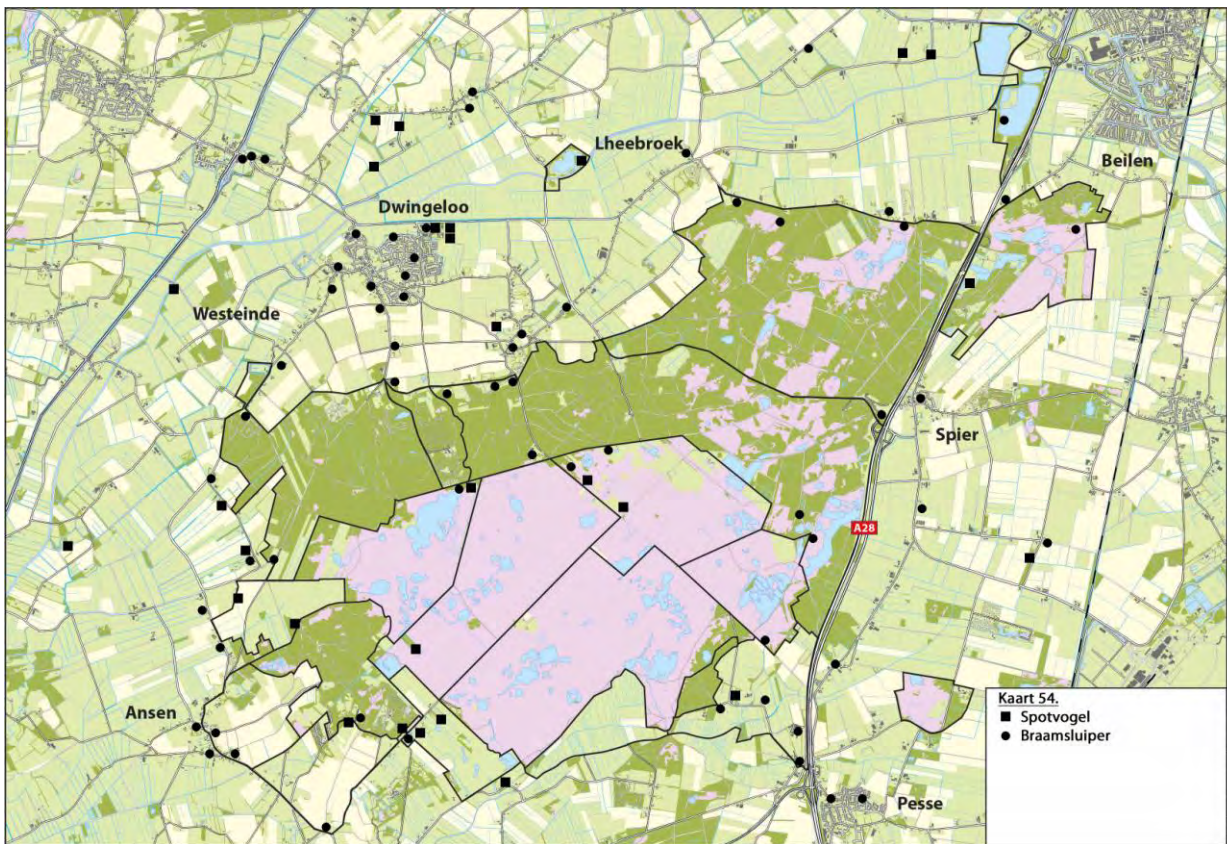 Lheebroek
Beilen
Dwingeloo
Westeinde
Spier
A28
Ansen
Pesse
Kaart 54.
Spotvogel
Braamsluiper